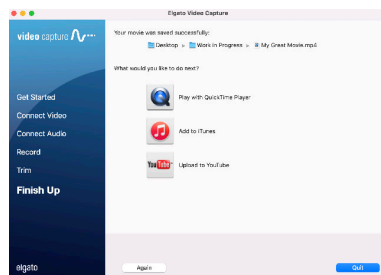 Elgato Video Capture
video capture
Your movie was saved successfully:
Desktop ▸ Work in Progress ▸ My Great Movie.mp4
What would you like to do next?
Get Started
Connect Video
Connect Audio
Record
Trim
Finish Up
Play with QuickTime Player
Add to iTunes
YouTube
Upload to YouTube
elgato
Again
Quit